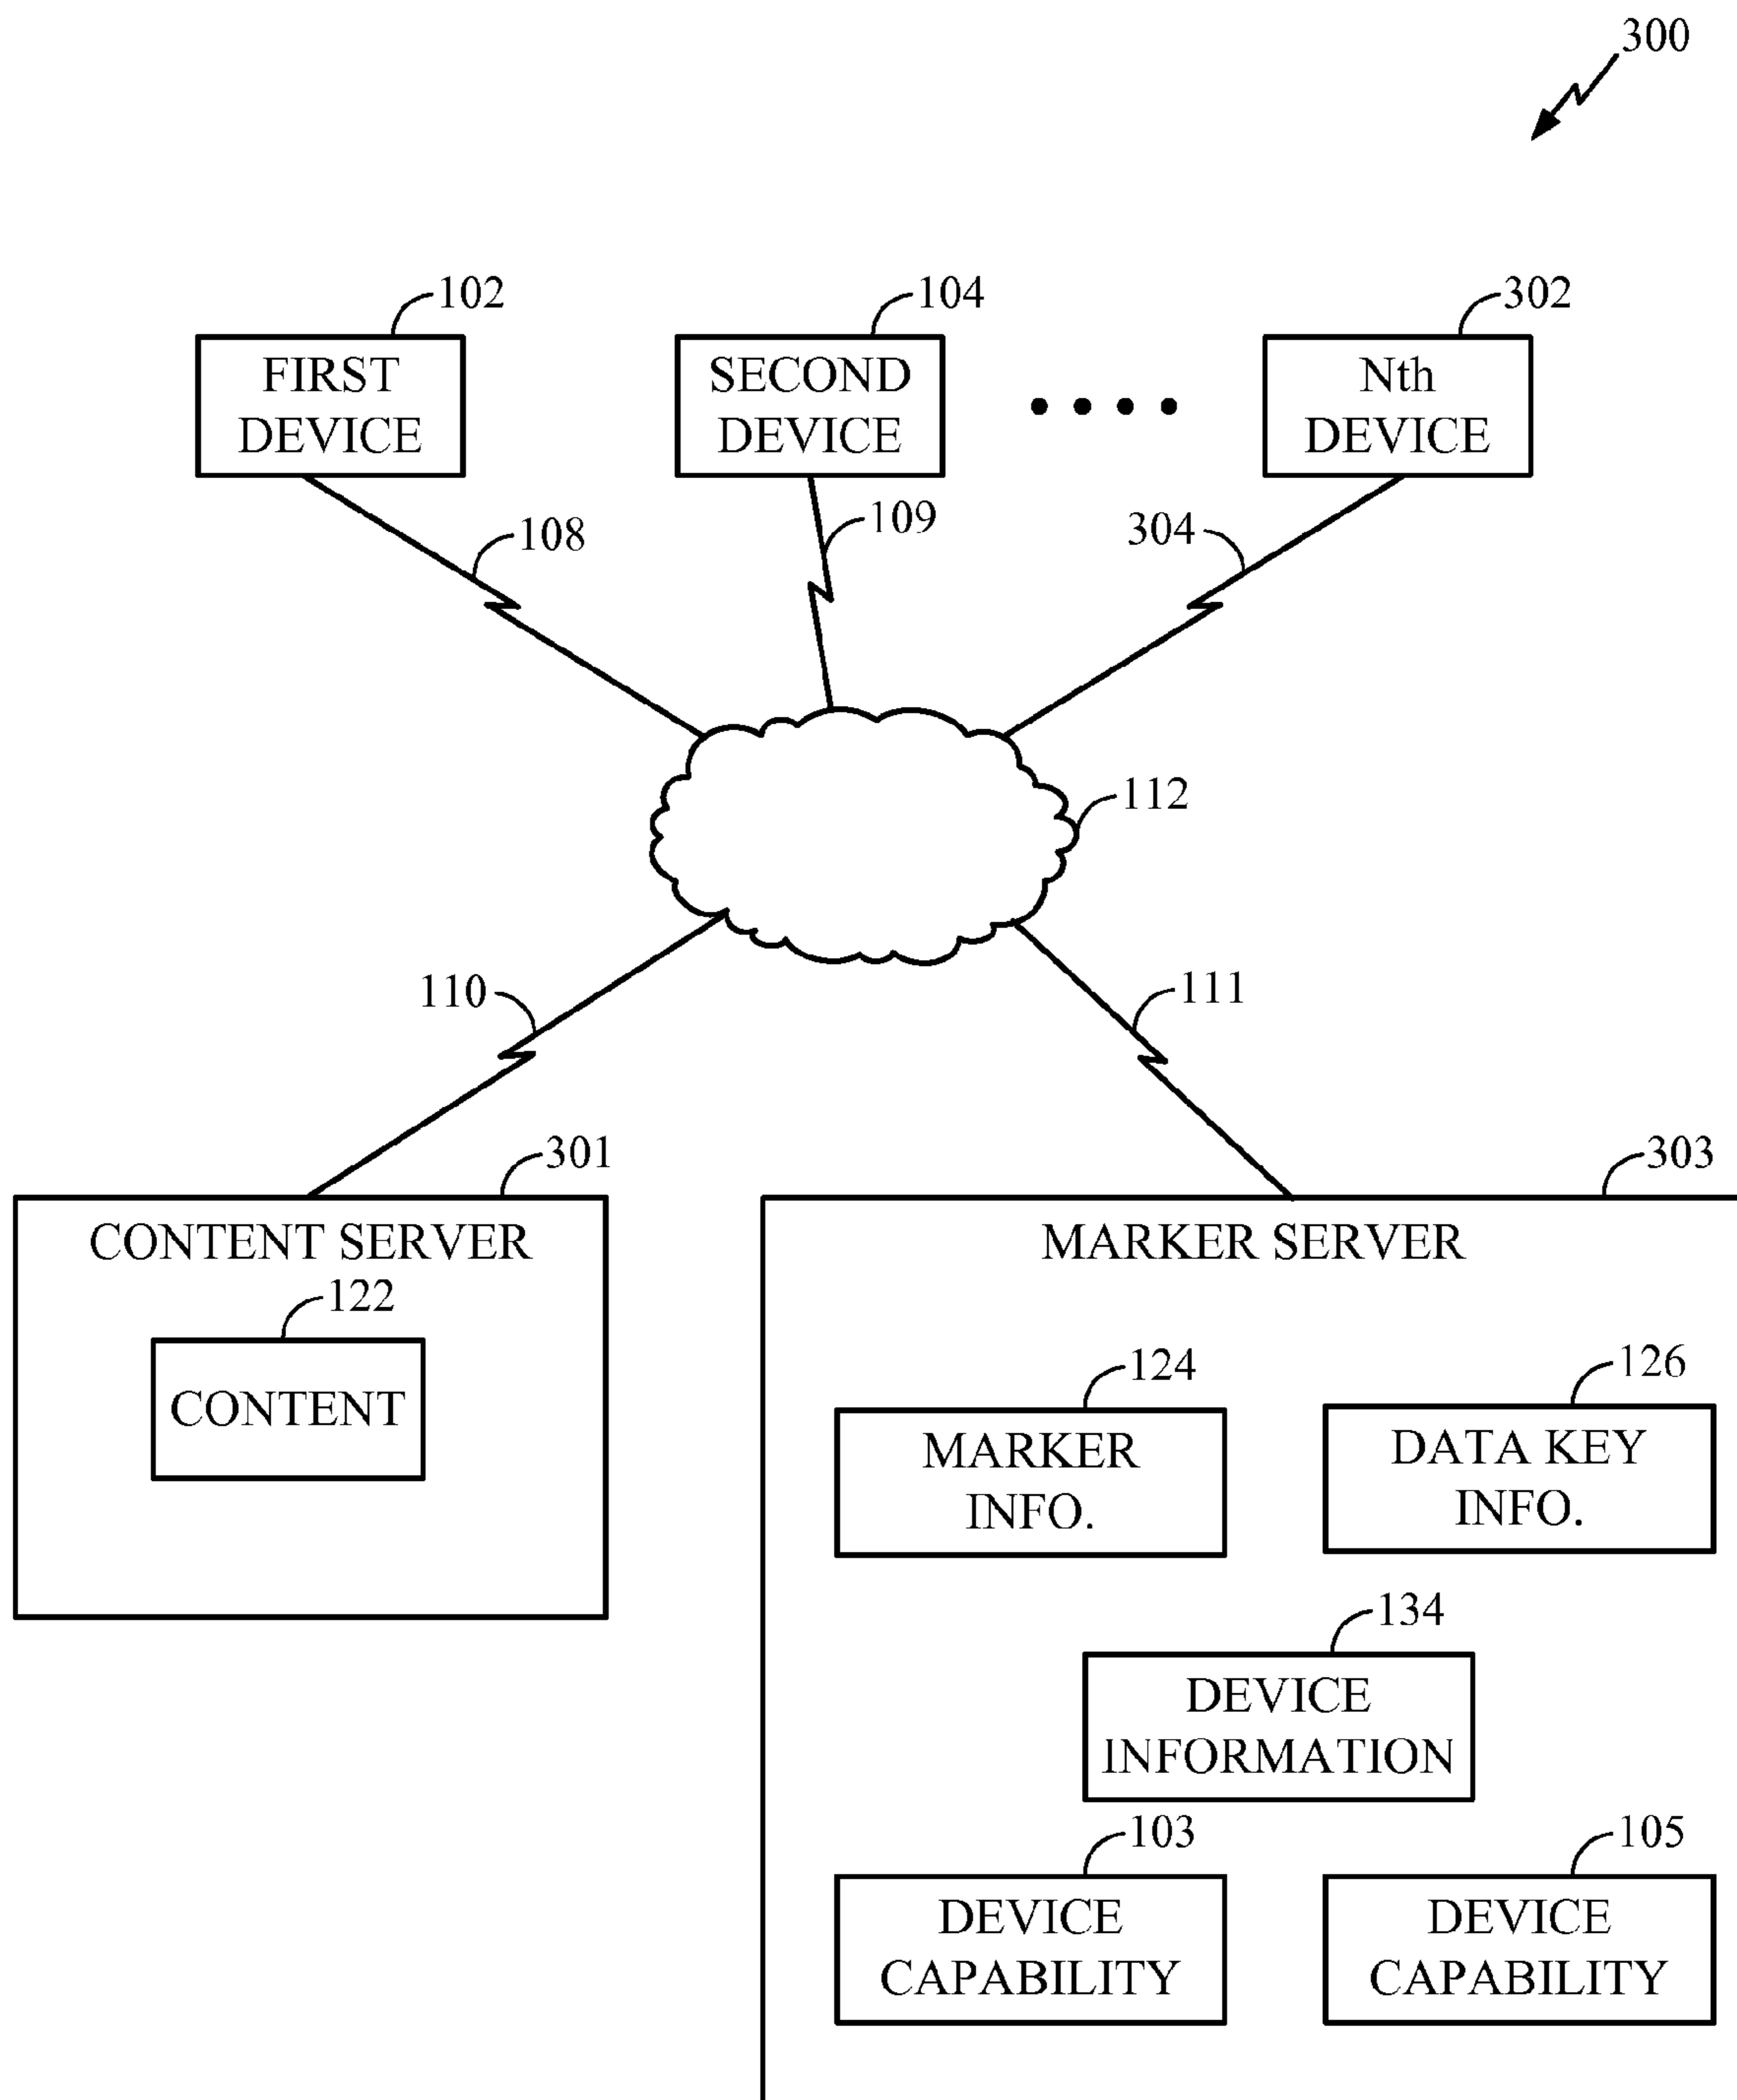 300
102
104
302
FIRST
DEVICE
SECOND
DEVICE
Nth
DEVICE
108
109
304
112
110
111
301
303
CONTENT SERVER
122
CONTENT
MARKER SERVER
124
126
MARKER
INFO.
DATA KEY
INFO.
134
DEVICE
INFORMATION
103
105
DEVICE
CAPABILITY
DEVICE
CAPABILITY